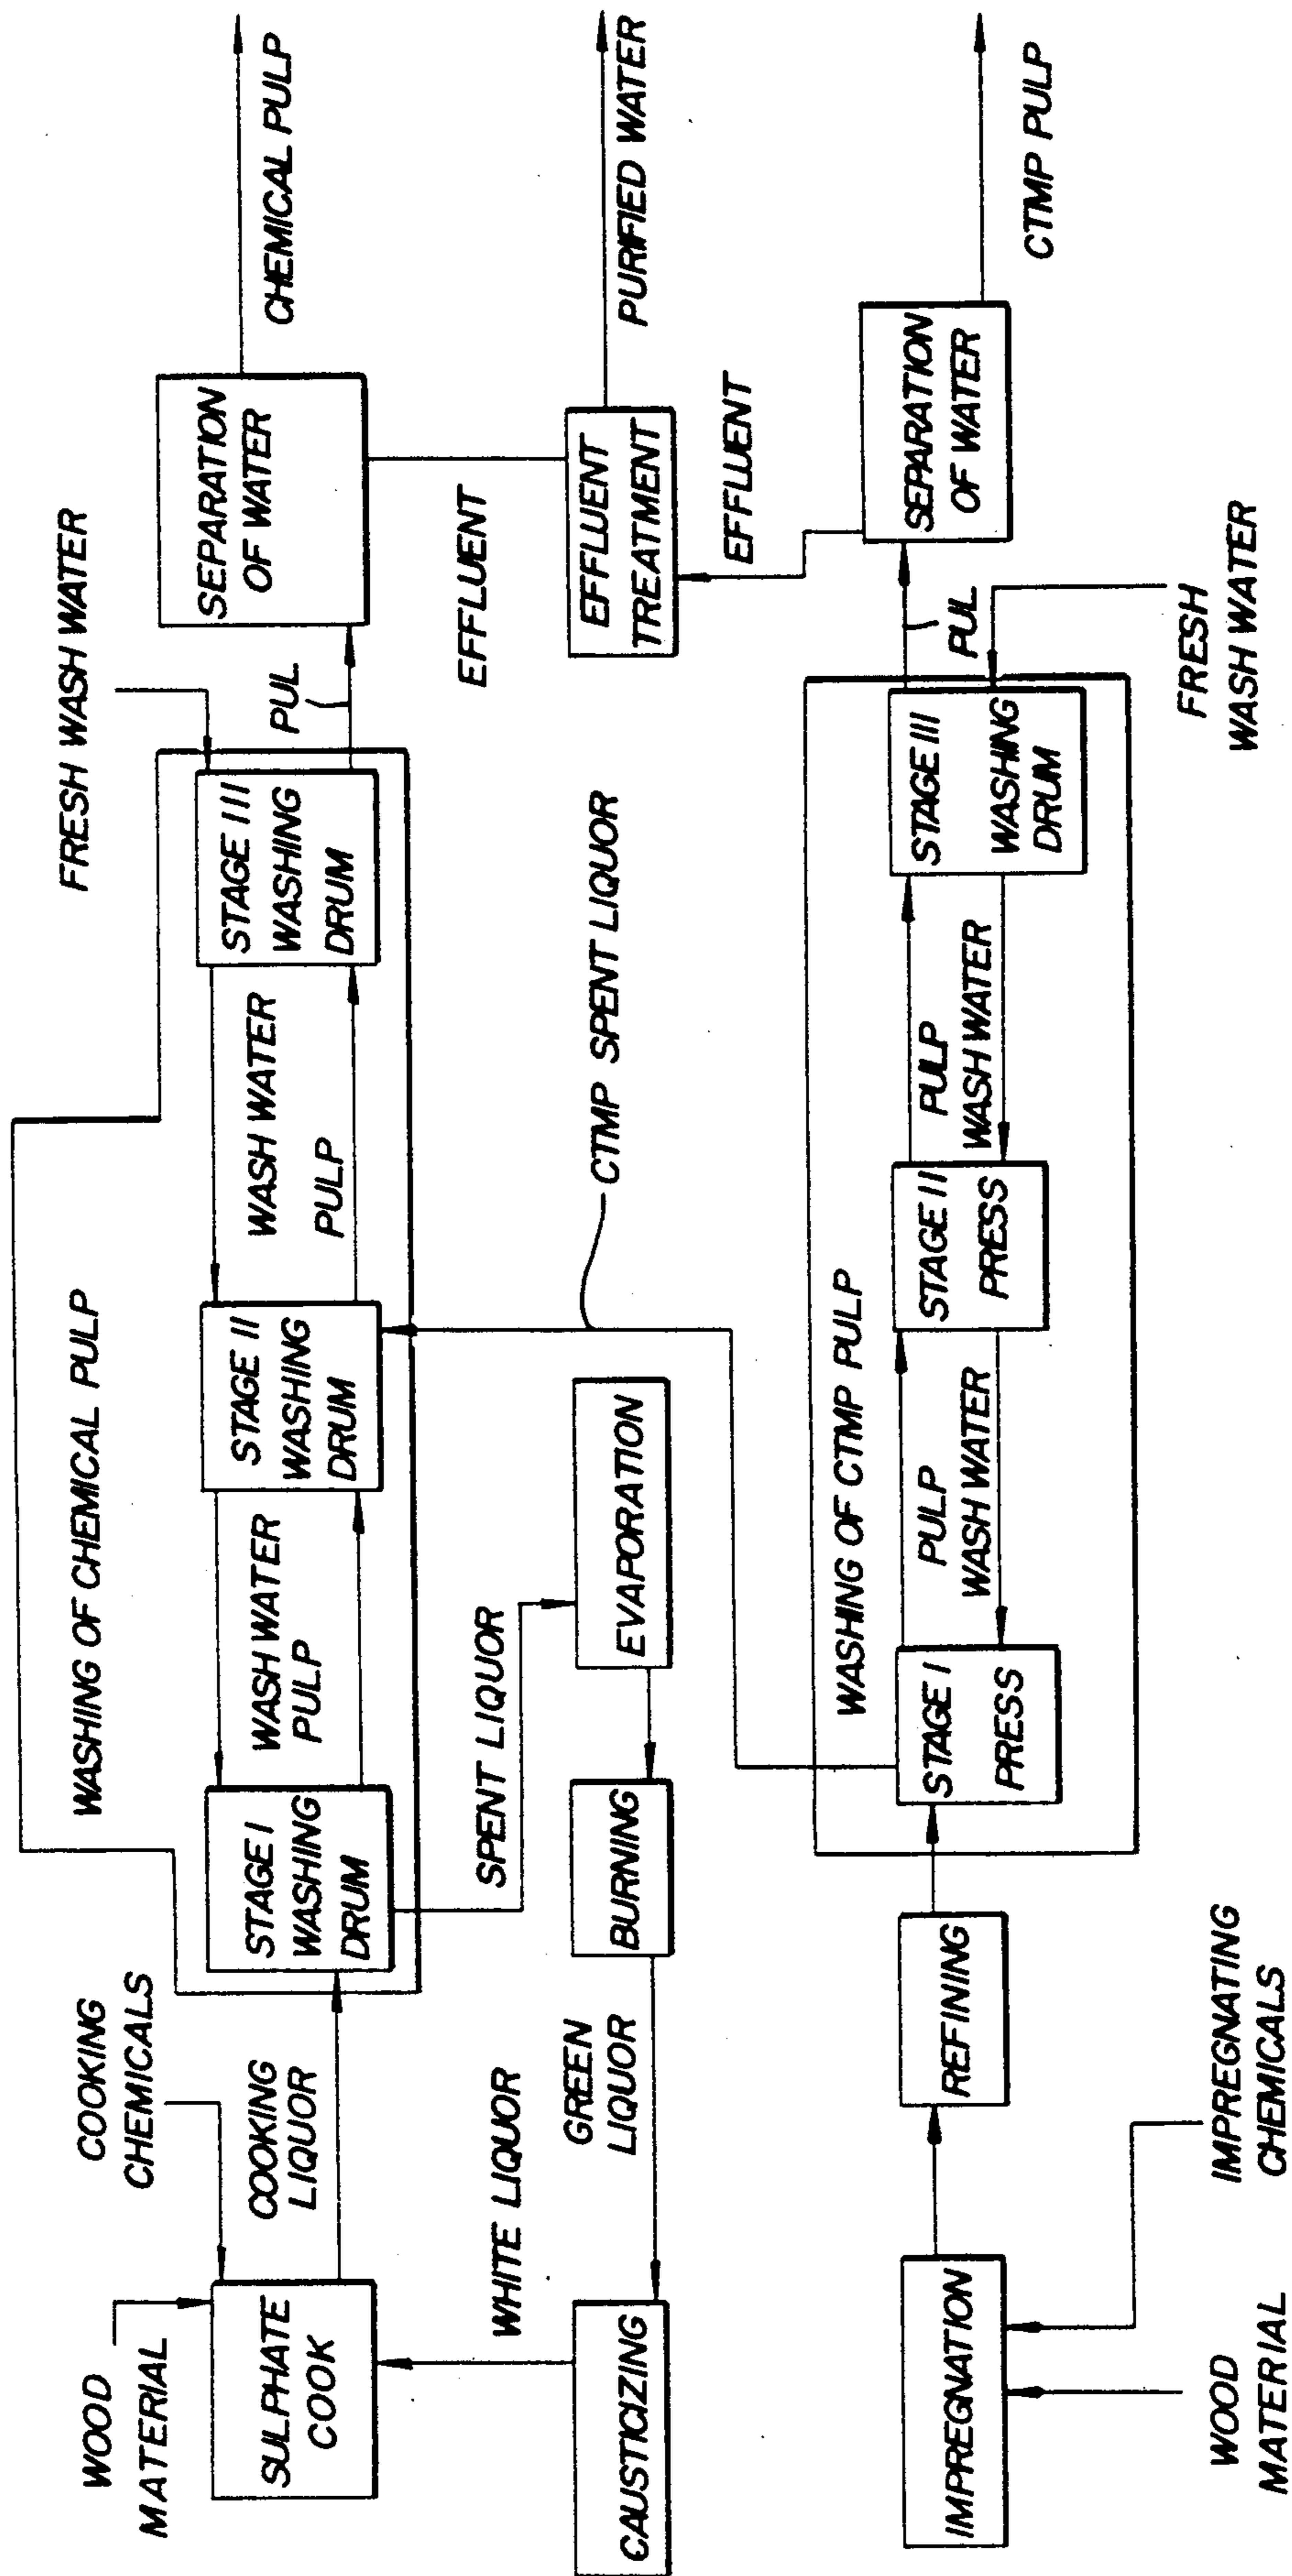 WOOD
MATERIAL
COOKING
CHEMICALS
WASHING OF CHEMICAL PULP
FRESH WASH WATER
SULPHATE
COOK
COOKING
LIQUOR
STAGE I
WASHING
DRUM
WASH WATER
PULP
STAGE II
WASHING
DRUM
WASH WATER
PULP
STAGE III
WASHING
DRUM
PUL
SEPARATION
OF WATER
CHEMICAL PULP
WHITE LIQUOR
SPENT LIQUOR
EFFLUENT
CAUSTICIZING
GREEN
LIQUOR
BURNING
EVAPORATION
CTMP SPENT LIQUOR
EFFLUENT
TREATMENT
PURIFIED WATER
EFFLUENT
WASHING OF CTMP PULP
IMPREGNATION
REFINING
STAGE I
PRESS
PULP
WASH WATER
STAGE II
PRESS
PULP
WASH WATER
STAGE III
WASHING
DRUM
PUL
SEPARATION
OF WATER
CTMP PULP
WOOD
MATERIAL
IMPREGNATING
CHEMICALS
FRESH
WASH WATER